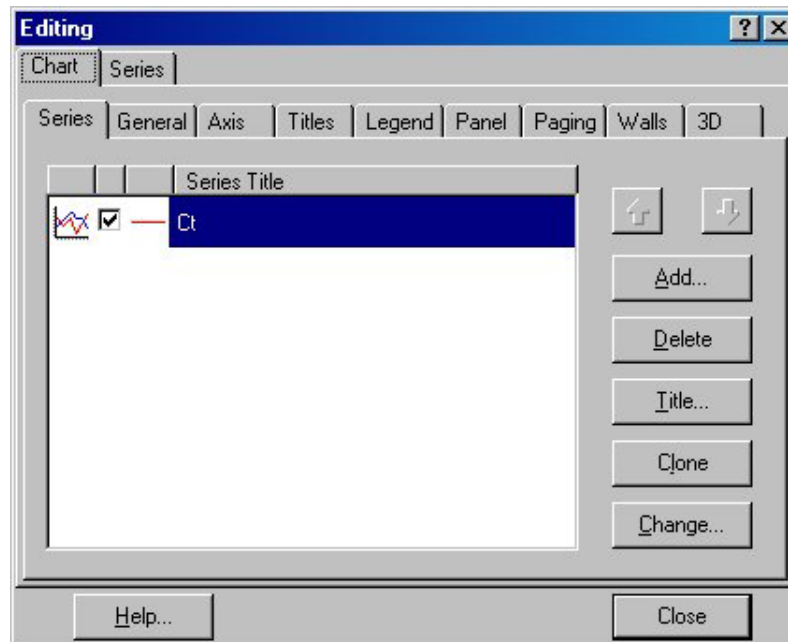 Editing
Chart Series
Series General Axis Titles Legend Panel Paging Walls 3D
Series Title
Ct
Add...
Delete
Title...
Clone
Change...
Help... Close